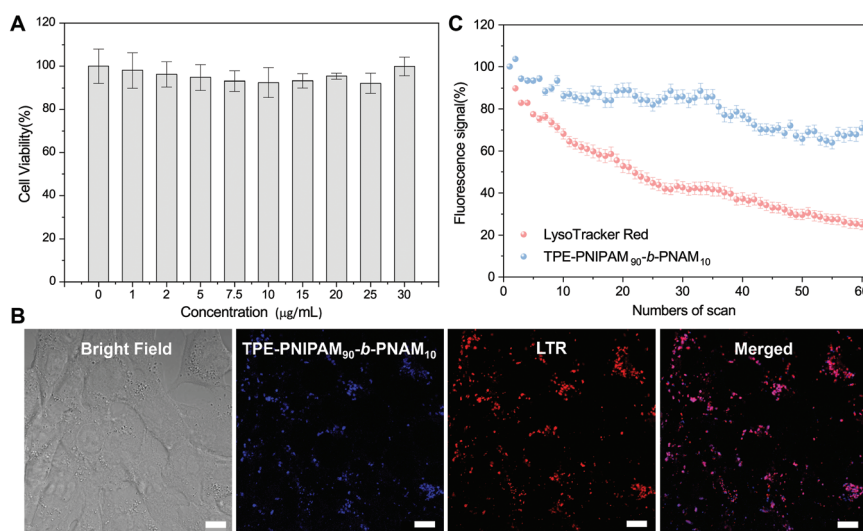 A
120
100
80
60
40
20
0
Cell Viability(%)
0 1 2 5 7.5 10 15 20 25 30
Concentration (μg/mL)
C
120
100
80
60
40
20
0
Fluorescence signal(%)
LysoTracker Red
TPE-PNIPAM90-b-PNAM10
0 10 20 30 40 50 60
Numbers of scan
B
Bright Field
TPE-PNIPAM90-b-PNAM10
LTR
Merged